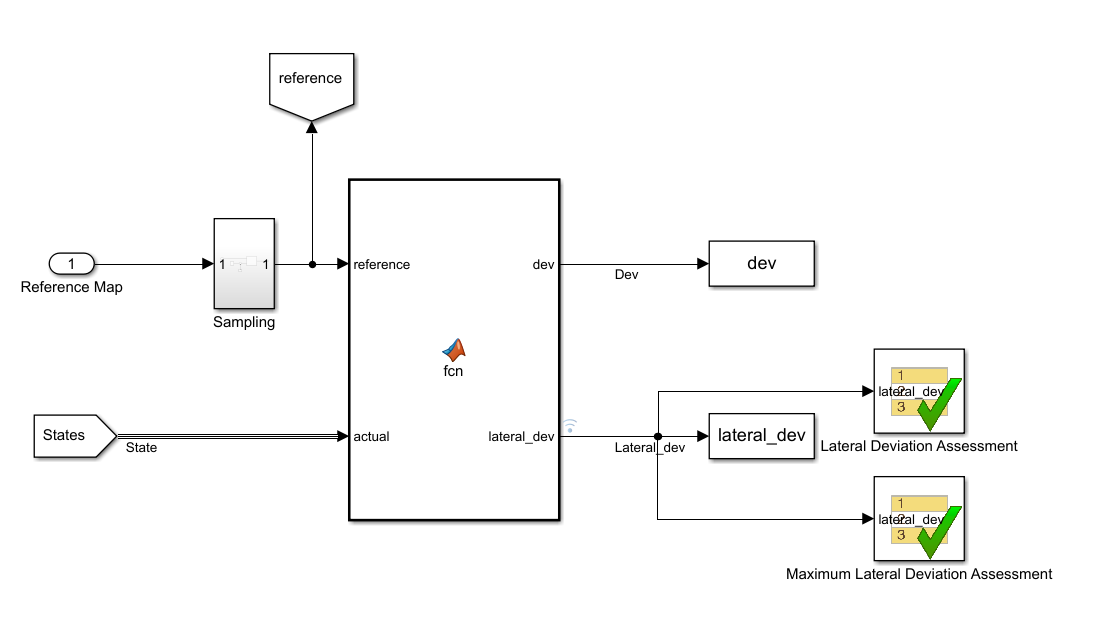 reference
1
Reference Map
1
1
Sampling
reference
dev
Dev
dev
fcn
States
State
actual
lateral_dev
Lateral_dev
lateral_dev
1
2
3
lateral_dev
Lateral Deviation Assessment
1
2
3
lateral_dev
Maximum Lateral Deviation Assessment